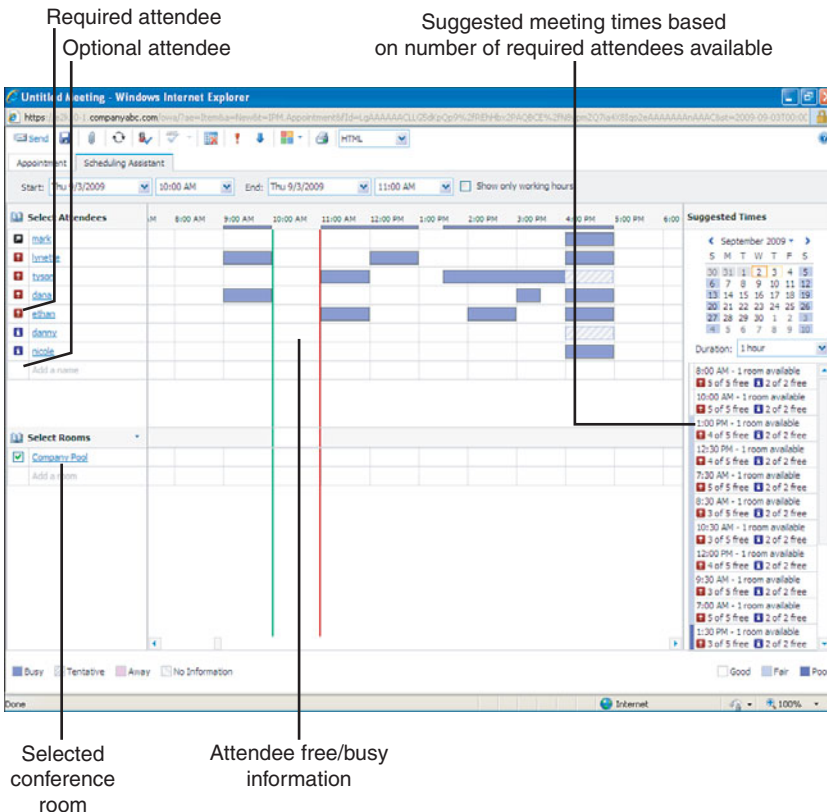 Required attendee
Optional attendee
Suggested meeting times based
on number of required attendees available
Untitled Meeting - Windows Internet Explorer
https
companyabc.com
Send
HTML
Appointment
Scheduling Assistant
Start: Thu 9/3/2009 10:00 AM End: Thu 9/3/2009 11:00 AM Show only working hours
Select Attendees
8:00 AM 9:00 AM 10:00 AM 11:00 AM 12:00 PM 1:00 PM 2:00 PM 3:00 PM 4:00 PM 5:00 PM 6:00
mark
lynette
tyson
dana
ethan
danny
nicole
Add a name
Select Rooms
Company Pool
Add a room
Suggested Times
September 2009
S M T W T F S
30 31 1 2 3 4 5
6 7 8 9 10 11 12
13 14 15 16 17 18 19
20 21 22 23 24 25 26
27 28 29 30 1 2 3
4 5 6 7 8 9 10
Duration: 1 hour
8:00 AM - 1 room available
5 of 5 free 2 of 2 free
10:00 AM - 1 room available
5 of 5 free 2 of 2 free
1:00 PM - 1 room available
4 of 5 free 2 of 2 free
12:30 PM - 1 room available
4 of 5 free 2 of 2 free
7:30 AM - 1 room available
5 of 5 free 2 of 2 free
8:30 AM - 1 room available
3 of 5 free 2 of 2 free
10:30 AM - 1 room available
3 of 5 free 2 of 2 free
12:00 PM - 1 room available
4 of 5 free 2 of 2 free
9:30 AM - 1 room available
3 of 5 free 2 of 2 free
7:00 AM - 1 room available
5 of 5 free 2 of 2 free
1:30 PM - 1 room available
3 of 5 free 2 of 2 free
Busy Tentative Away No Information
Good Fair Poo
Done
Internet
100%
Selected
conference
room
Attendee free/busy
information